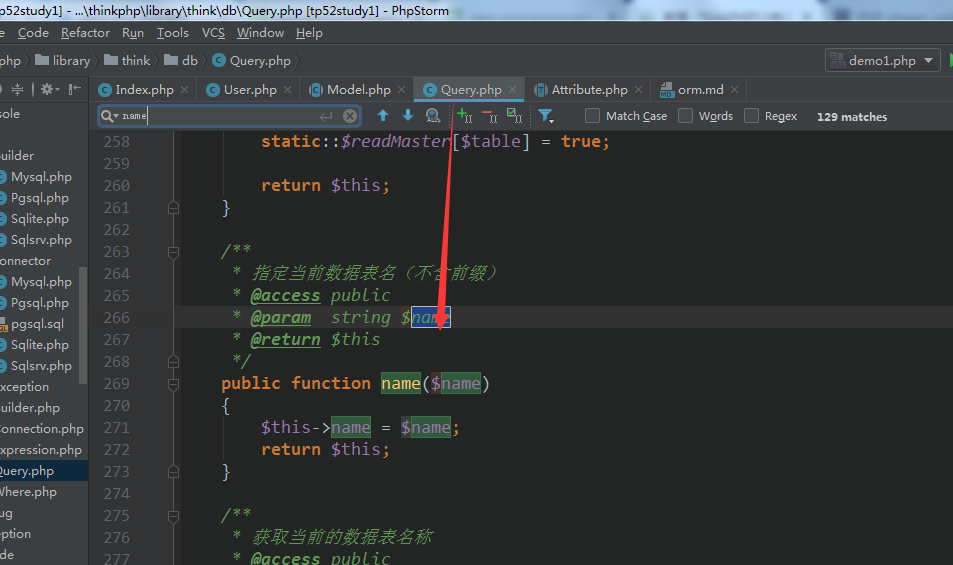 p52study1] - ...\thinkphp\library\think\db\Query.php [tp52study1] - PhpStorm
e Code Refactor Run Tools VCS Window Help
php library think db Query.php demo1.php
Index.php User.php Model.php Query.php Attribute.php orm.md
name Match Case Words Regex 129 matches
sole
uilder
Mysql.php
Pgsql.php
Sqlite.php
Sqlsrv.php
onnector
Mysql.php
Pgsql.php
pgsql.sql
Sqlite.php
Sqlsrv.php
xception
uilder.php
onnection.php
xpression.php
Query.php
Where.php
ug
eption
de
258 static::$readMaster[$table] = true;
259
260 return $this;
261 }
262
263 /**
264 * 指定当前数据表名（不含前缀）
265 * @access public
266 * @param string $name
267 * @return $this
268 */
269 public function name($name)
270 {
271 $this->name = $name;
272 return $this;
273 }
274
275 /**
276 * 获取当前的数据表名称
277 * @access public